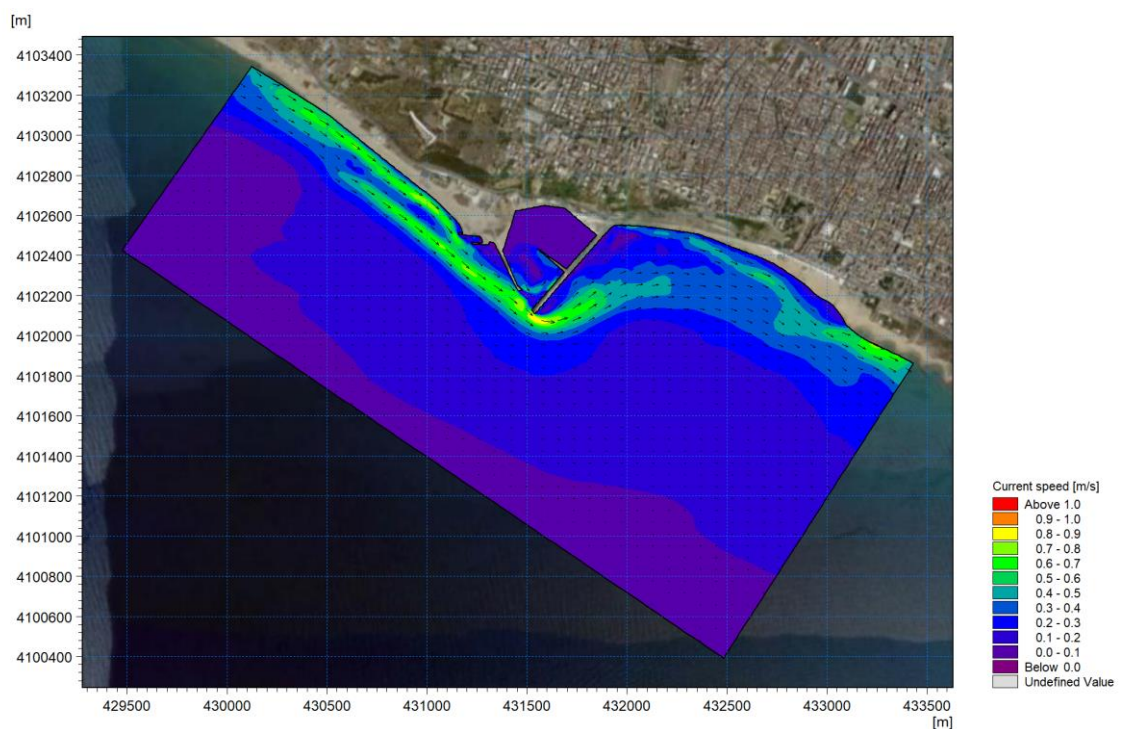 [m]
4103400
4103200
4103000
4102800
4102600
4102400
4102200
4102000
4101800
4101600
4101400
4101200
4101000
4100800
4100600
4100400
429500 430000 430500 431000 431500 432000 432500 433000 433500
[m]
Current speed [m/s]
Above 1.0
0.9 - 1.0
0.8 - 0.9
0.7 - 0.8
0.6 - 0.7
0.5 - 0.6
0.4 - 0.5
0.3 - 0.4
0.2 - 0.3
0.1 - 0.2
0.0 - 0.1
Below 0.0
Undefined Value